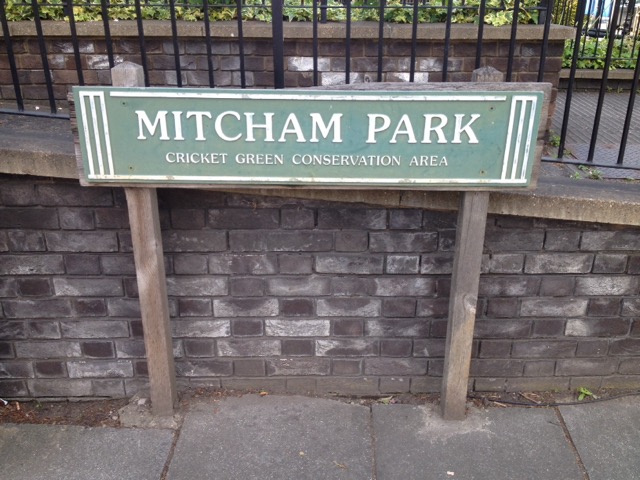 MITCHAM PARK
CRICKET GREEN CONSERVATION AREA